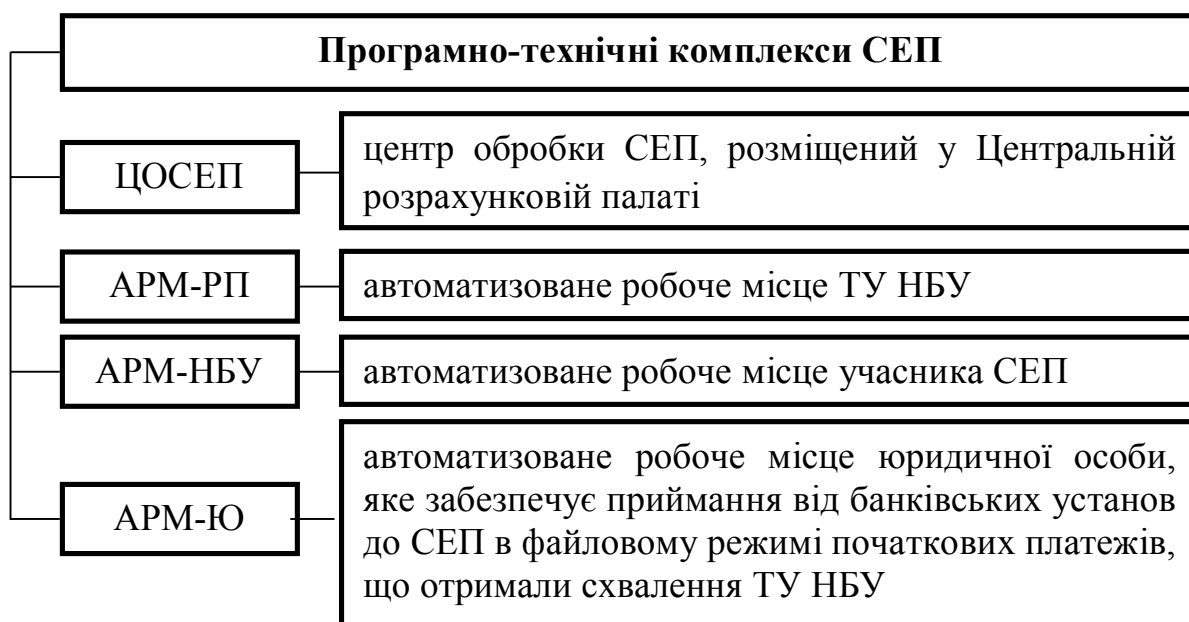 Програмно-технічні комплекси СЕП
ЦОСЕП
центр обробки СЕП, розміщений у Центральній
розрахунковій палаті
АРМ-РП
автоматизоване робоче місце ТУ НБУ
АРМ-НБУ
автоматизоване робоче місце учасника СЕП
АРМ-Ю
автоматизоване робоче місце юридичної особи,
яке забезпечує приймання від банківських установ
до СЕП в файловому режимі початкових платежів,
що отримали схвалення ТУ НБУ